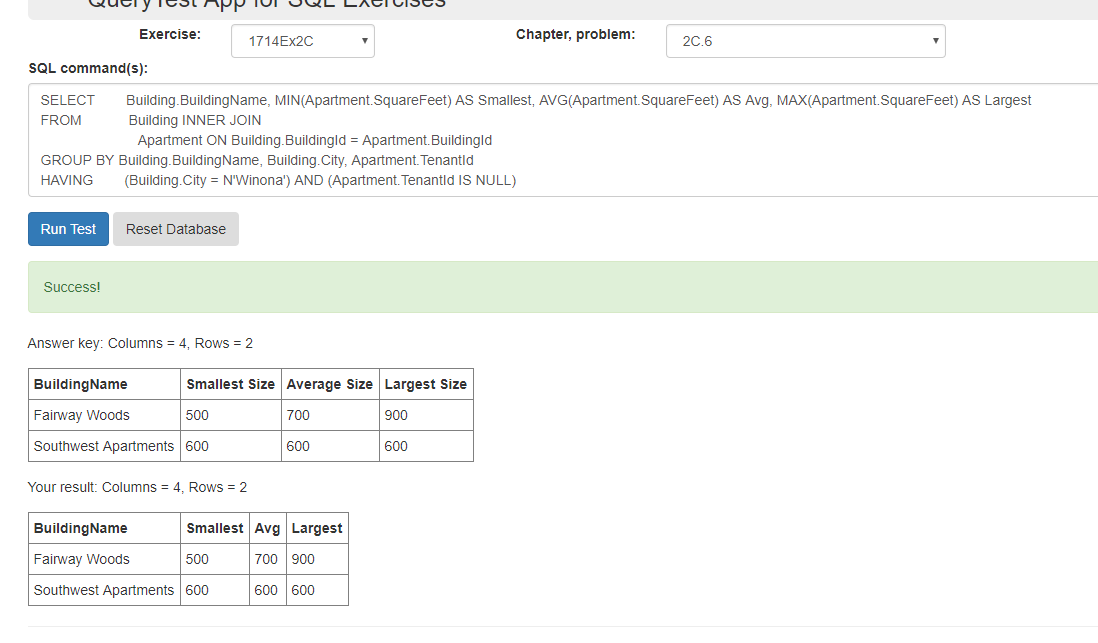 QueryTest App for SQL Exercises
Exercise: 1714Ex2C Chapter, problem: 2C.6
SQL command(s):
SELECT Building.BuildingName, MIN(Apartment.SquareFeet) AS Smallest, AVG(Apartment.SquareFeet) AS Avg, MAX(Apartment.SquareFeet) AS Largest
FROM Building INNER JOIN
Apartment ON Building.BuildingId = Apartment.BuildingId
GROUP BY Building.BuildingName, Building.City, Apartment.TenantId
HAVING (Building.City = N'Winona') AND (Apartment.TenantId IS NULL)
Run Test Reset Database
Success!
Answer key: Columns = 4, Rows = 2
BuildingName Smallest Size Average Size Largest Size
Fairway Woods 500 700 900
Southwest Apartments 600 600 600
Your result: Columns = 4, Rows = 2
BuildingName Smallest Avg Largest
Fairway Woods 500 700 900
Southwest Apartments 600 600 600